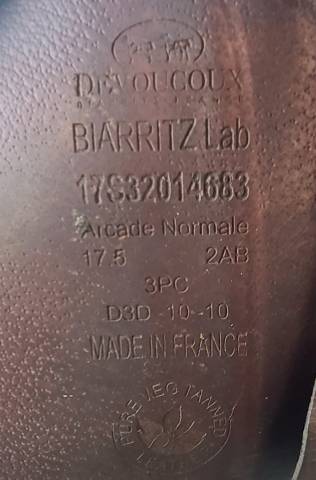 DEVOUCOUX
BIARRITZ Lab
17S32014683
Arcade Normale
17.5 2AB
3PC
D3D -10 -10
MADE IN FRANCE
PURE VEG TANNED